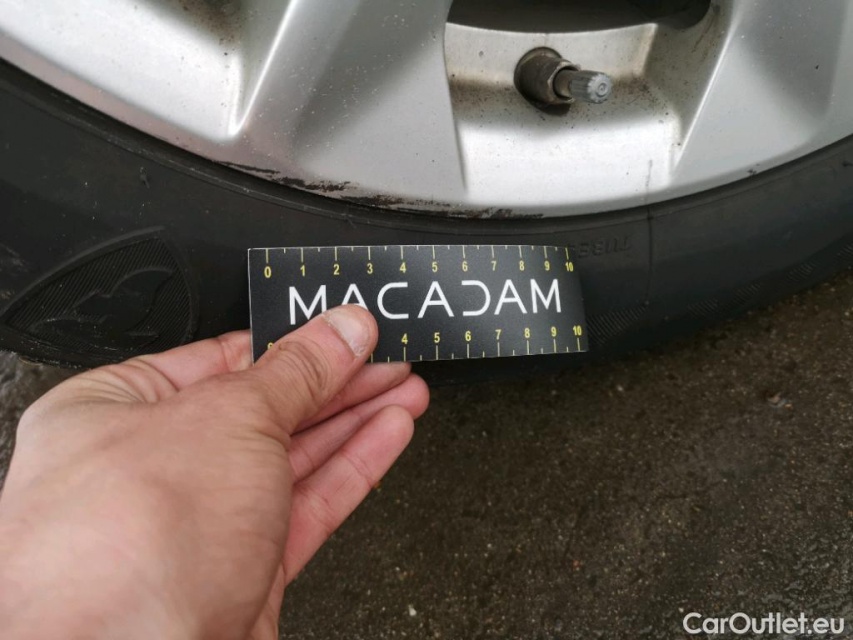 TUBELESS
0 1 2 3 4 5 6 7 8 9 10
MACADAM
4 5 6 7 8 9 10
CarOutlet.eu